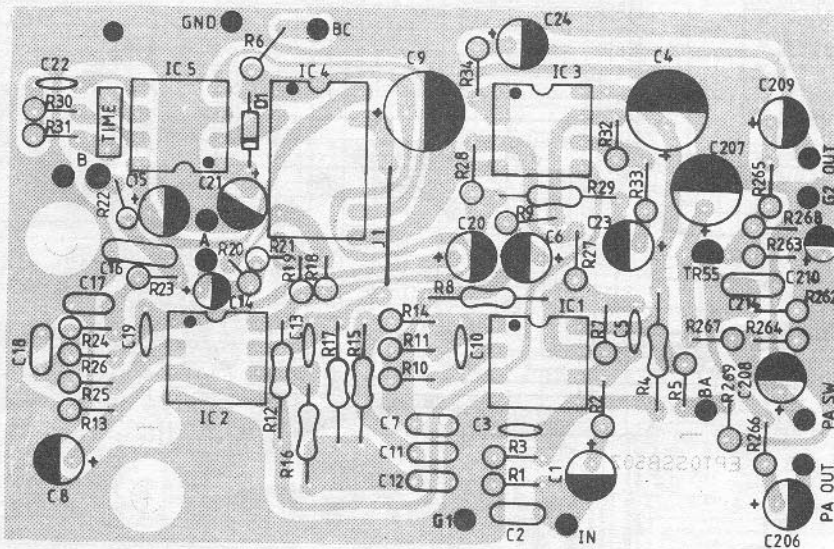 GND
BC
C24
R6
C22
IC5
IC4
C9
R34
IC3
C4
C209
R30
R31
TIME
D1
R32
C207
B
C15
C21
R28
R29
R33
R265
G2 OUT
R22
R9
R268
A
C20
C6
R27
C23
R263
C16
R20
R21
J1
TR55
C210
R23
R19
R18
C17
C14
R8
C214
R262
C19
C13
R14
IC1
R7
C5
R267
R264
C18
R24
R17
R15
R11
C10
R26
R10
R4
R5
BA
R269
C208
R25
IC2
R12
R13
C7
C3
R2
PA SW
R16
C11
R3
R266
C8
C12
R1
C1
EPT0SSB502
PA OUT
G1
C2
IN
C206